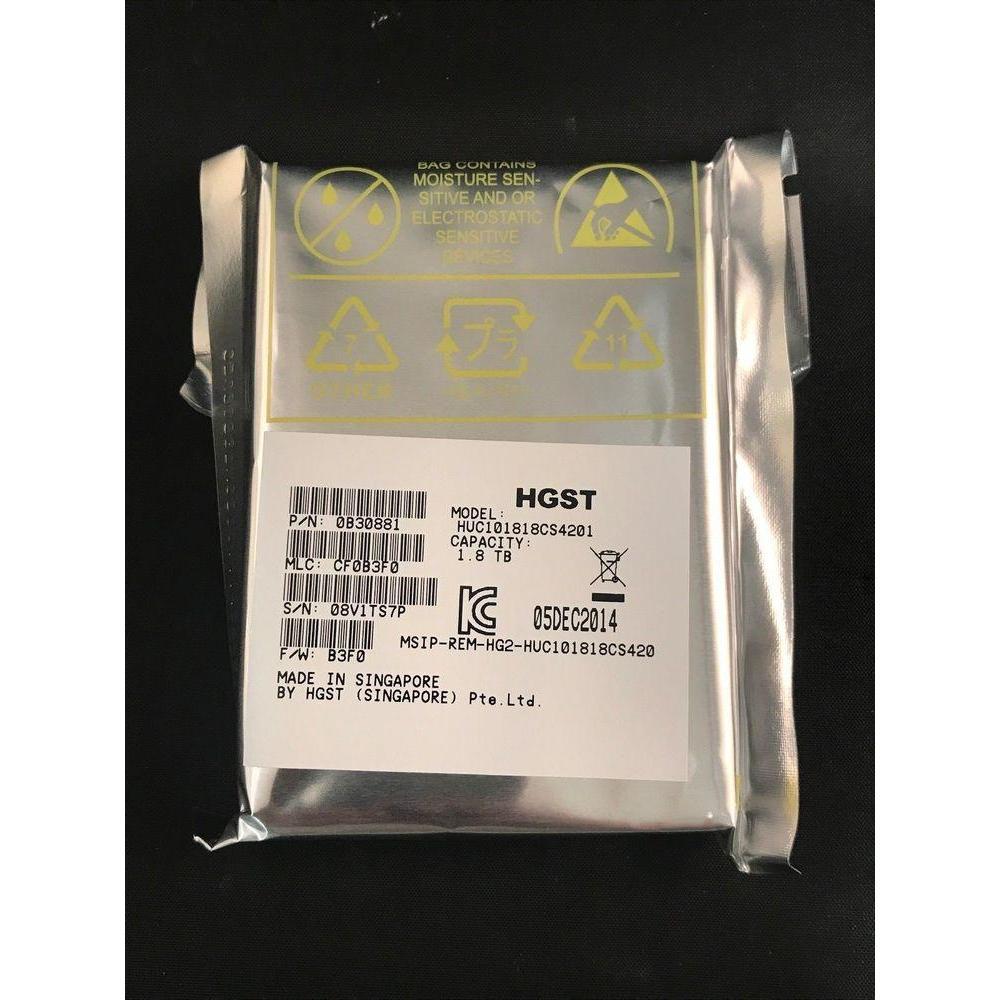 BAG CONTAINS
MOISTURE SEN-
SITIVE AND OR
ELECTROSTATIC
SENSITIVE
DEVICES
7
プラ
11
OTHER
HGST
P/N: 0B30881
MODEL:
HUC101818CS4201
CAPACITY:
1.8 TB
MLC: CF0B3F0
S/N: 08V1TS7P
05DEC2014
F/W: B3F0
MSIP-REM-HG2-HUC101818CS420
MADE IN SINGAPORE
BY HGST (SINGAPORE) Pte.Ltd.